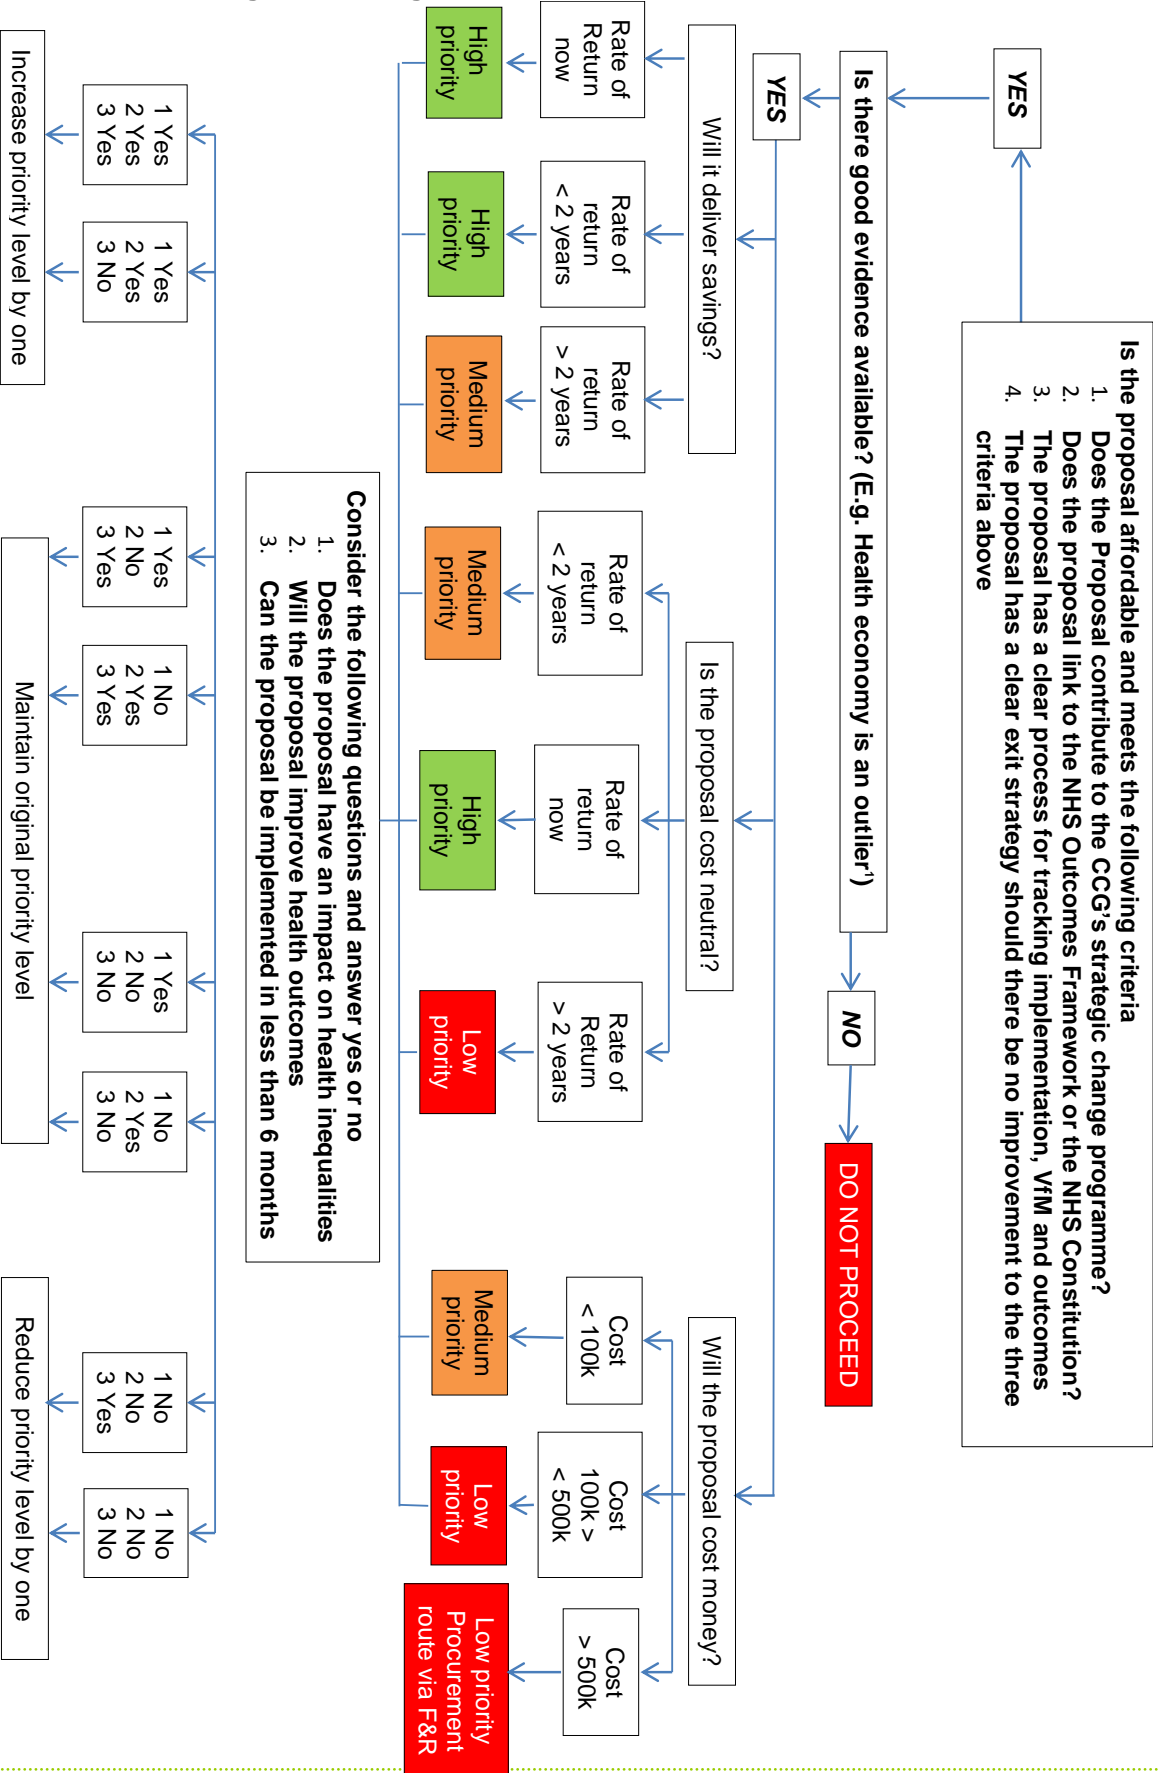 Is the proposal affordable and meets the following criteria
1. Does the Proposal contribute to the CCG's strategic change programme?
2. Does the proposal link to the NHS Outcomes Framework or the NHS Constitution?
3. The proposal has a clear process for tracking implementation, VfM and outcomes
4. The proposal has a clear exit strategy should there be no improvement to the three
criteria above
YES
Is there good evidence available? (E.g. Health economy is an outlier¹)
NO
DO NOT PROCEED
YES
Will it deliver savings?
Is the proposal cost neutral?
Will the proposal cost money?
Rate of
Return
now
Rate of
return
< 2 years
Rate of
return
> 2 years
Rate of
return
< 2 years
Rate of
return
now
Rate of
Return
> 2 years
Cost
< 100k
Cost
100k >
< 500k
Cost
> 500k
High
priority
High
priority
Medium
priority
Medium
priority
High
priority
Low
priority
Medium
priority
Low
priority
Low priority
Procurement
route via F&R
Consider the following questions and answer yes or no
1. Does the proposal have an impact on health inequalities
2. Will the proposal improve health outcomes
3. Can the proposal be implemented in less than 6 months
1 Yes
2 Yes
3 Yes
1 Yes
2 Yes
3 No
1 Yes
2 No
3 Yes
1 No
2 Yes
3 Yes
1 Yes
2 No
3 No
1 No
2 Yes
3 No
1 No
2 No
3 Yes
1 No
2 No
3 No
Increase priority level by one
Maintain original priority level
Reduce priority level by one